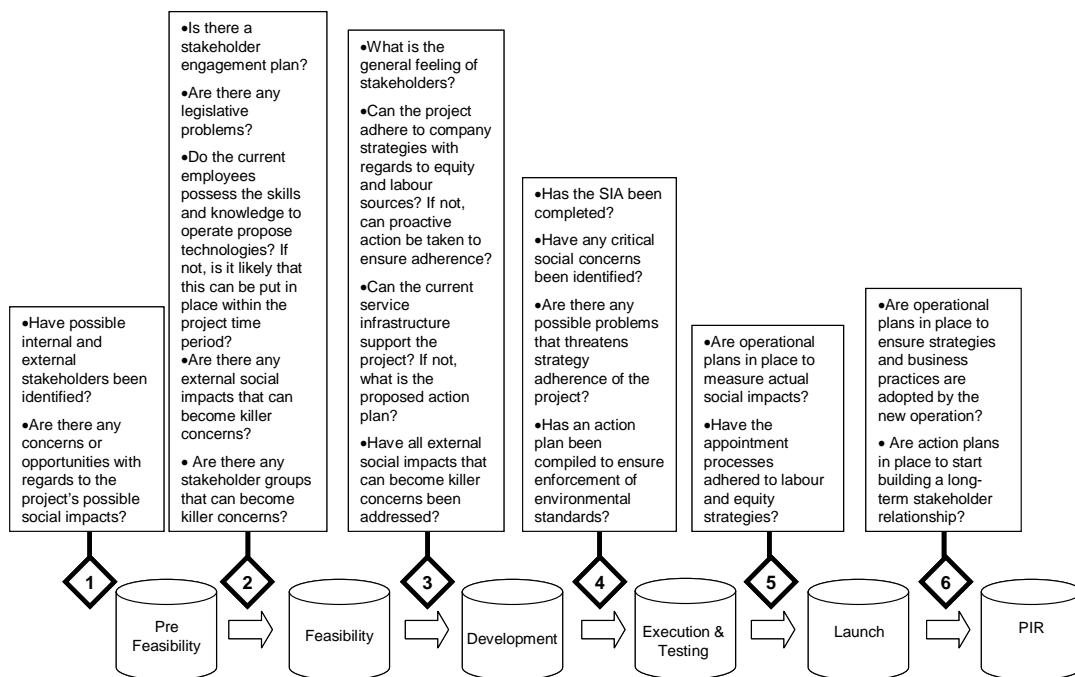 •Have possible
internal and
external
stakeholders been
identified?
•Are there any
concerns or
opportunities with
regards to the
project's possible
social impacts?
•Is there a
stakeholder
engagement plan?
•Are there any
legislative
problems?
•Do the current
employees
possess the skills
and knowledge to
operate propose
technologies? If
not, is it likely that
this can be put in
place within the
project time
period?
•Are there any
external social
impacts that can
become killer
concerns?
• Are there any
stakeholder groups
that can become
killer concerns?
•What is the
general feeling of
stakeholders?
•Can the project
adhere to company
strategies with
regards to equity
and labour
sources? If not,
can proactive
action be taken to
ensure adherence?
•Can the current
service
infrastructure
support the
project? If not,
what is the
proposed action
plan?
•Have all external
social impacts that
can become killer
concerns been
addressed?
•Has the SIA been
completed?
•Have any critical
social concerns
been identified?
•Are there any
possible problems
that threatens
strategy
adherence of the
project?
•Has an action
plan been
compiled to ensure
enforcement of
environmental
standards?
•Are operational
plans in place to
measure actual
social impacts?
•Have the
appointment
processes
adhered to labour
and equity
strategies?
•Are operational
plans in place to
ensure strategies
and business
practices are
adopted by the
new operation?
• Are action plans
in place to start
building a long-
term stakeholder
relationship?
1
2
3
4
5
6
Pre
Feasibility
Feasibility
Development
Execution &
Testing
Launch
PIR